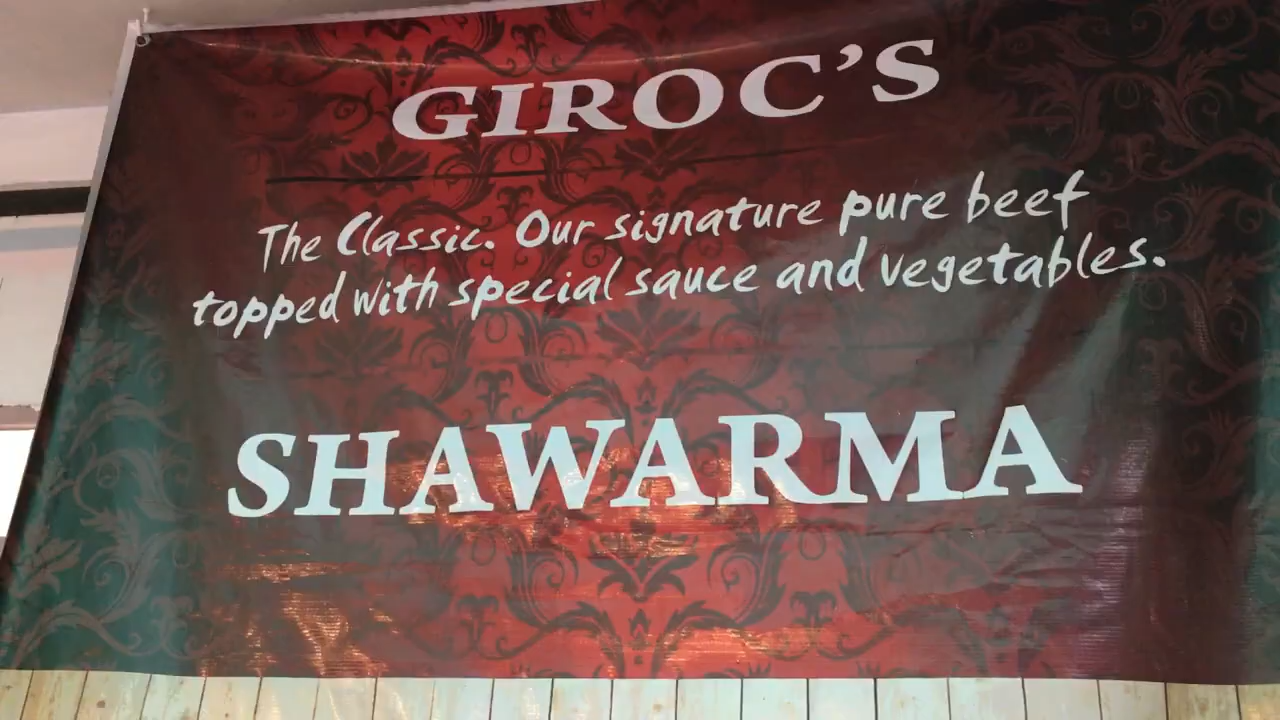 GIROC'S
The Classic. Our signature pure beef
topped with special sauce and vegetables.
SHAWARMA